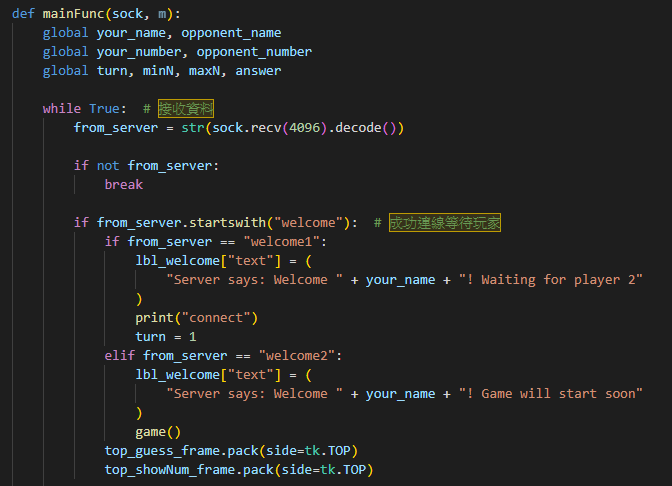 def mainFunc(sock, m):
    global your_name, opponent_name
    global your_number, opponent_number
    global turn, minN, maxN, answer

    while True:  # 接收資料
        from_server = str(sock.recv(4096).decode())

        if not from_server:
            break

        if from_server.startswith("welcome"):  # 成功連線等待玩家
            if from_server == "welcome1":
                lbl_welcome["text"] = (
                    "Server says: Welcome " + your_name + "! Waiting for player 2"
                )
                print("connect")
                turn = 1
            elif from_server == "welcome2":
                lbl_welcome["text"] = (
                    "Server says: Welcome " + your_name + "! Game will start soon"
                )
                game()
            top_guess_frame.pack(side=tk.TOP)
            top_showNum_frame.pack(side=tk.TOP)